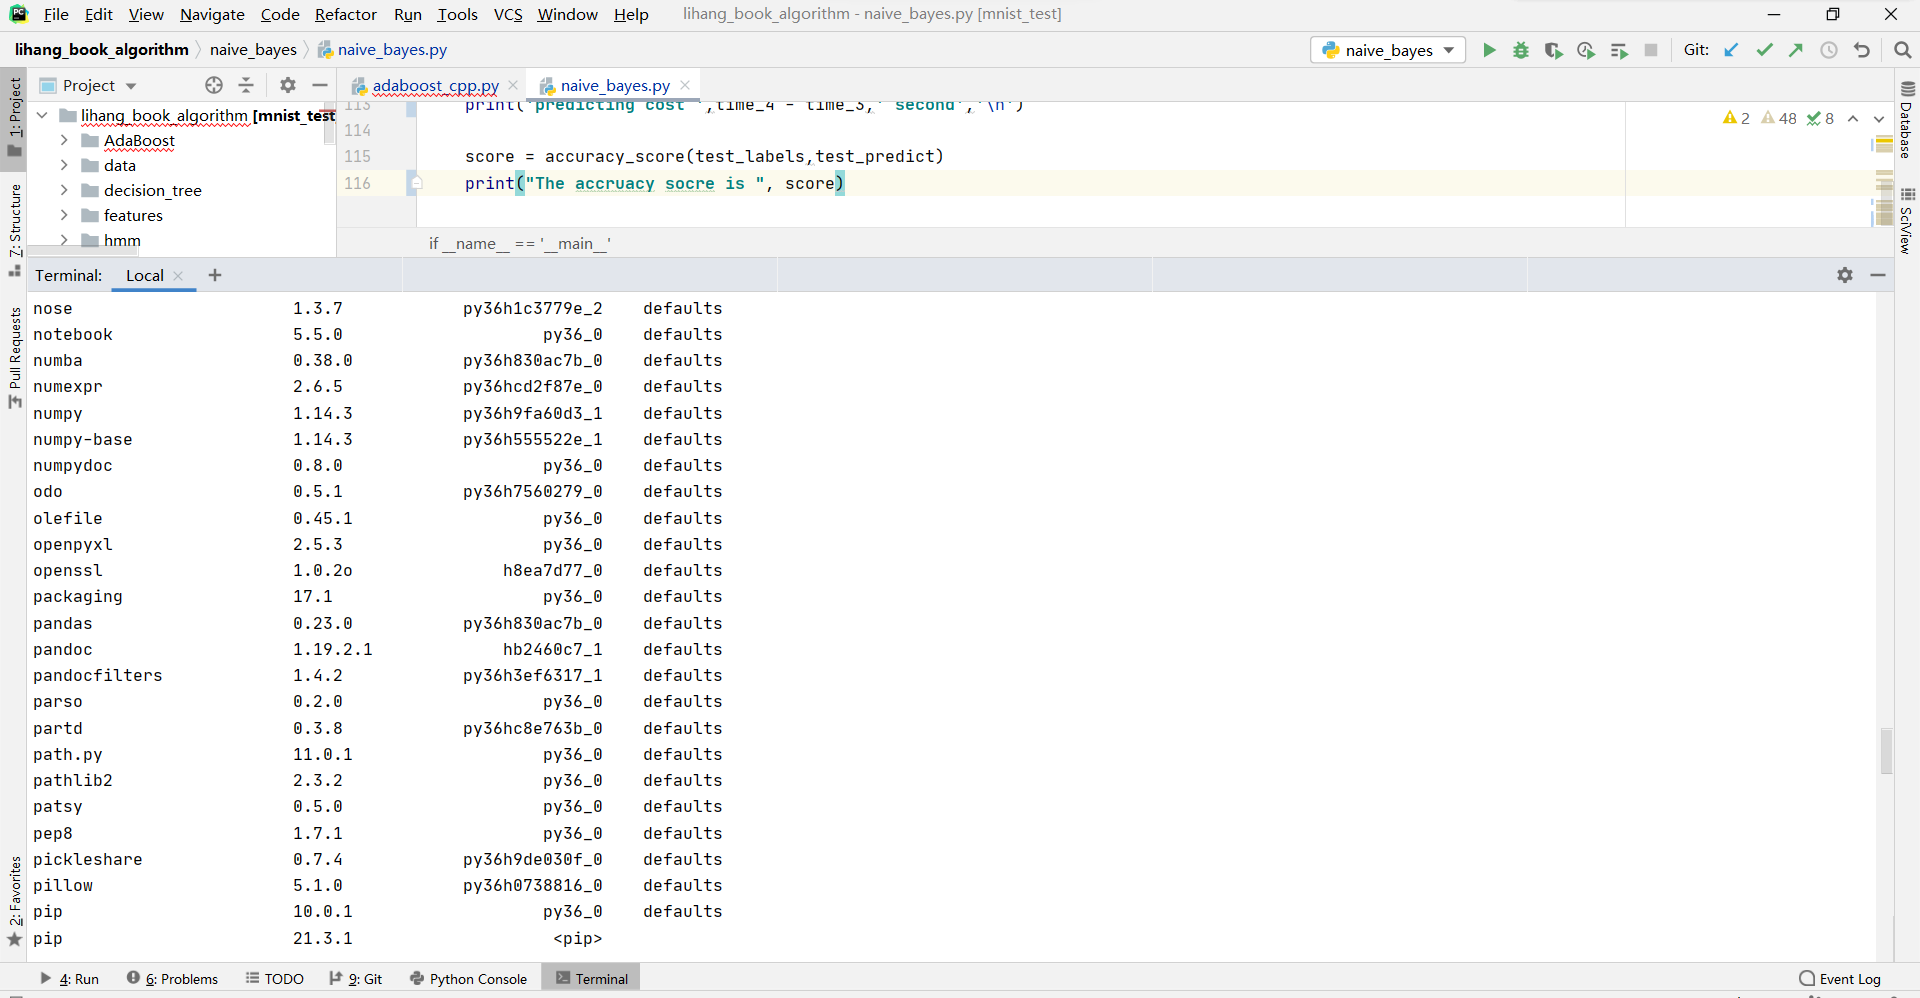 PC File Edit View Navigate Code Refactor Run Tools VCS Window Help lihang_book_algorithm - naive_bayes.py [mnist_test]
lihang_book_algorithm naive_bayes naive_bayes.py naive_bayes Git:
1: Project
Project
adaboost_cpp.py naive_bayes.py
lihang_book_algorithm [mnist_test
AdaBoost
data
decision_tree
features
hmm
113 print('predicting cost ',time_4 - time_3,' second','\n')
114
115 score = accuracy_score(test_labels,test_predict)
116 print("The accruacy socre is ", score)
2 48 8
if __name__ == '__main__'
Database
SciView
7: Structure
Pull Requests
2: Favorites
Terminal: Local +
nose 1.3.7 py36h1c3779e_2 defaults
notebook 5.5.0 py36_0 defaults
numba 0.38.0 py36h830ac7b_0 defaults
numexpr 2.6.5 py36hcd2f87e_0 defaults
numpy 1.14.3 py36h9fa60d3_1 defaults
numpy-base 1.14.3 py36h555522e_1 defaults
numpydoc 0.8.0 py36_0 defaults
odo 0.5.1 py36h7560279_0 defaults
olefile 0.45.1 py36_0 defaults
openpyxl 2.5.3 py36_0 defaults
openssl 1.0.2o h8ea7d77_0 defaults
packaging 17.1 py36_0 defaults
pandas 0.23.0 py36h830ac7b_0 defaults
pandoc 1.19.2.1 hb2460c7_1 defaults
pandocfilters 1.4.2 py36h3ef6317_1 defaults
parso 0.2.0 py36_0 defaults
partd 0.3.8 py36hc8e763b_0 defaults
path.py 11.0.1 py36_0 defaults
pathlib2 2.3.2 py36_0 defaults
patsy 0.5.0 py36_0 defaults
pep8 1.7.1 py36_0 defaults
pickleshare 0.7.4 py36h9de030f_0 defaults
pillow 5.1.0 py36h0738816_0 defaults
pip 10.0.1 py36_0 defaults
pip 21.3.1 <pip>
4: Run 6: Problems TODO 9: Git Python Console Terminal Event Log